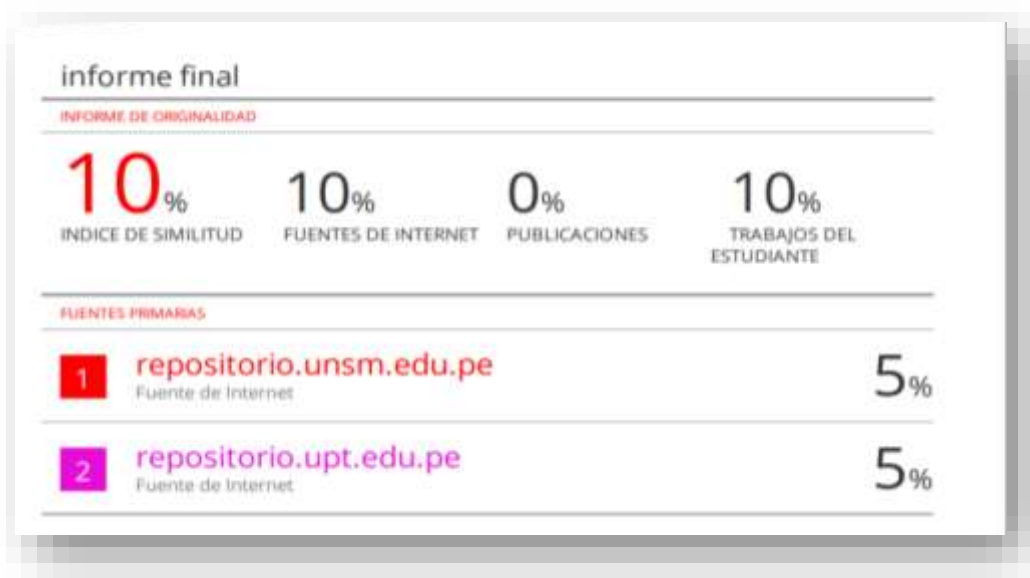 informe final
INFORME DE ORIGINALIDAD
10% 10% 0% 10%
INDICE DE SIMILITUD FUENTES DE INTERNET PUBLICACIONES TRABAJOS DEL
ESTUDIANTE
FUENTES PRIMARIAS
1 repositorio.unsm.edu.pe 5%
Fuente de Internet
2 repositorio.upt.edu.pe 5%
Fuente de Internet